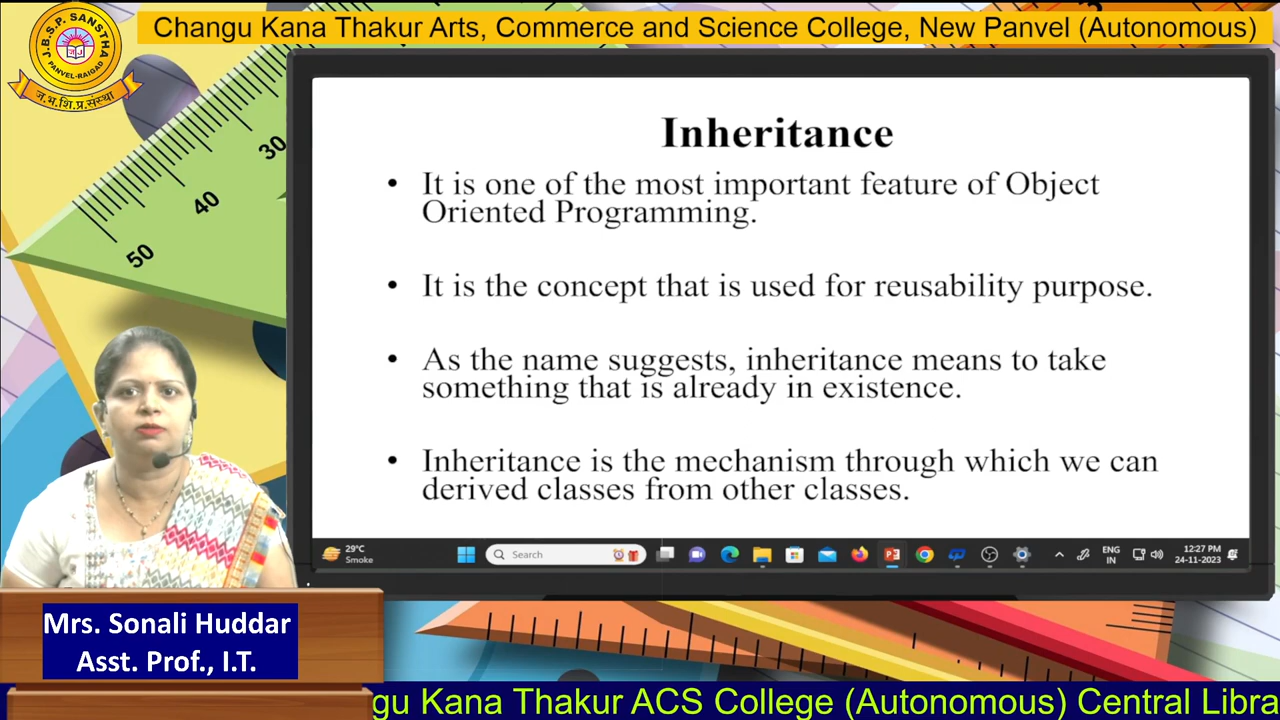 Changu Kana Thakur Arts, Commerce and Science College, New Panvel (Autonomous)
J.B.S.P. SANSTHA
PANVEL-RAIGAD
ज.भ.शि.प्र.संस्था
30
40
50
Inheritance
• It is one of the most important feature of Object
Oriented Programming.
• It is the concept that is used for reusability purpose.
• As the name suggests, inheritance means to take
something that is already in existence.
• Inheritance is the mechanism through which we can
derived classes from other classes.
29°C
Smoke
Search
ENG
IN
12:27 PM
24-11-2023
Mrs. Sonali Huddar
Asst. Prof., I.T.
gu Kana Thakur ACS College (Autonomous) Central Libra